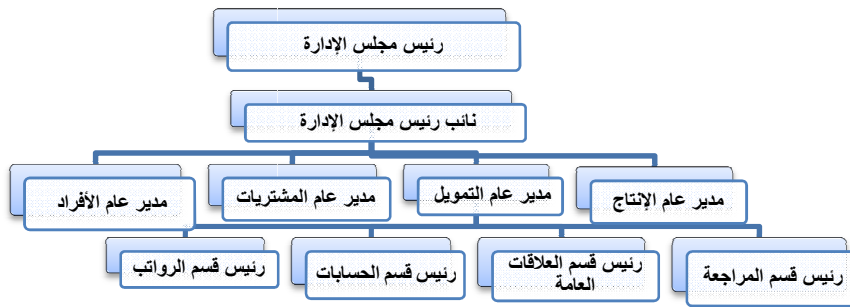 رئيس مجلس الإدارة
نائب رئيس مجلس الإدارة
مدير عام الإنتاج
مدير عام التمويل
مدير عام المشتريات
مدير عام الأفراد
رئيس قسم المراجعة
رئيس قسم العلاقات
العامة
رئيس قسم الحسابات
رئيس قسم الرواتب